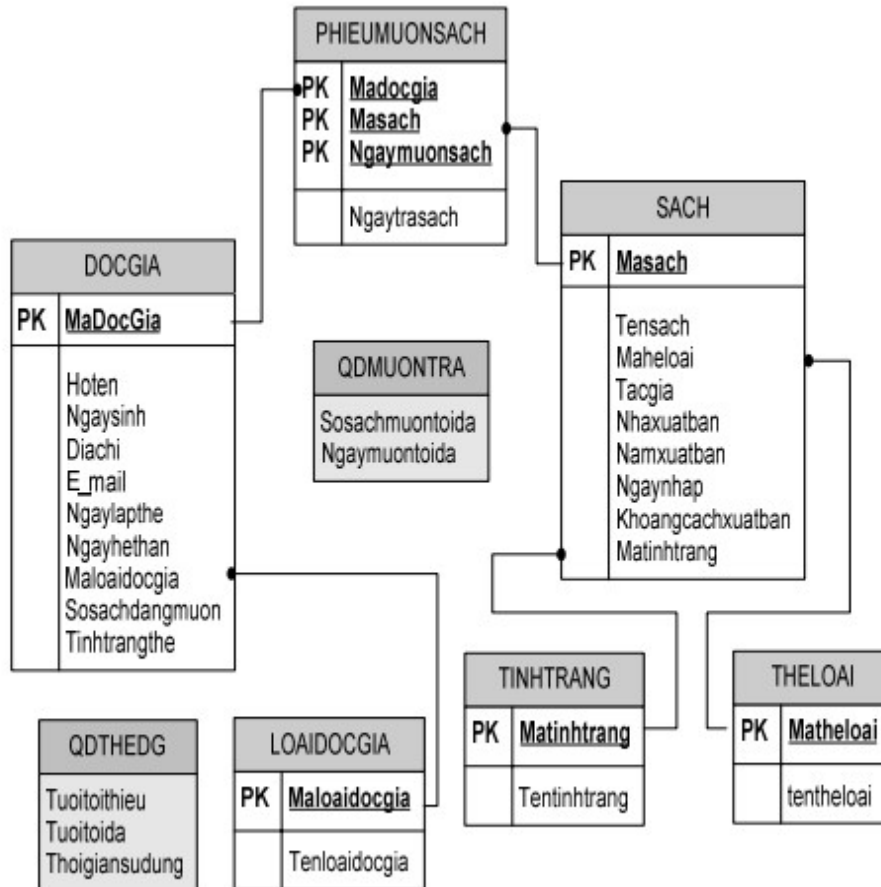 PHIEUMUONSACH
PK Madocgia
PK Masach
PK Ngaymuonsach
Ngaytrasach
SACH
PK Masach
Tensach
Maheloai
Tacgia
Nhaxuatban
Namxuatban
Ngaynhap
Khoangcachxuatban
Matinhtrang
DOCGIA
PK MaDocGia
Hoten
Ngaysinh
Diachi
E_mail
Ngaylapthe
Ngayhethan
Maloaidocgia
Sosachdangmuon
Tinhtrangthe
QDMUONTRA
Sosachmuontoida
Ngaymuontoida
TINHTRANG
PK Matinhtrang
Tentinhtrang
THELOAI
PK Matheloai
tentheloai
QDTHEDG
Tuoitoithieu
Tuoitoida
Thoigiansudung
LOAIDOCGIA
PK Maloaidocgia
Tenloaidocgia